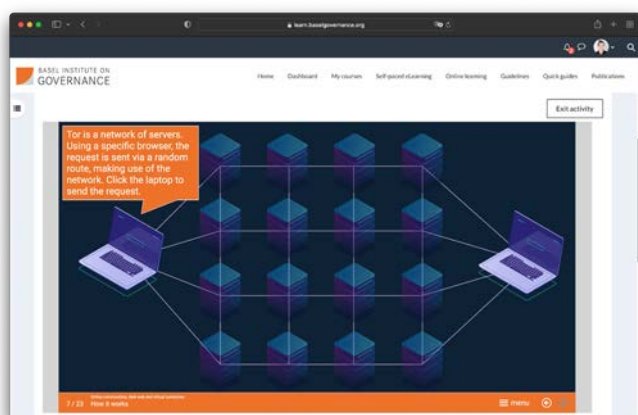 learn.baselgovernance.org
BASEL INSTITUTE ON
GOVERNANCE
Home Dashboard My courses Self-paced eLearning Online learning Guidelines Quick guides Publications
Exit activity
Tor is a network of servers.
Using a specific browser, the
request is sent via a random
route, making use of the
network. Click the laptop to
send the request.
7 / 23
How it works
menu